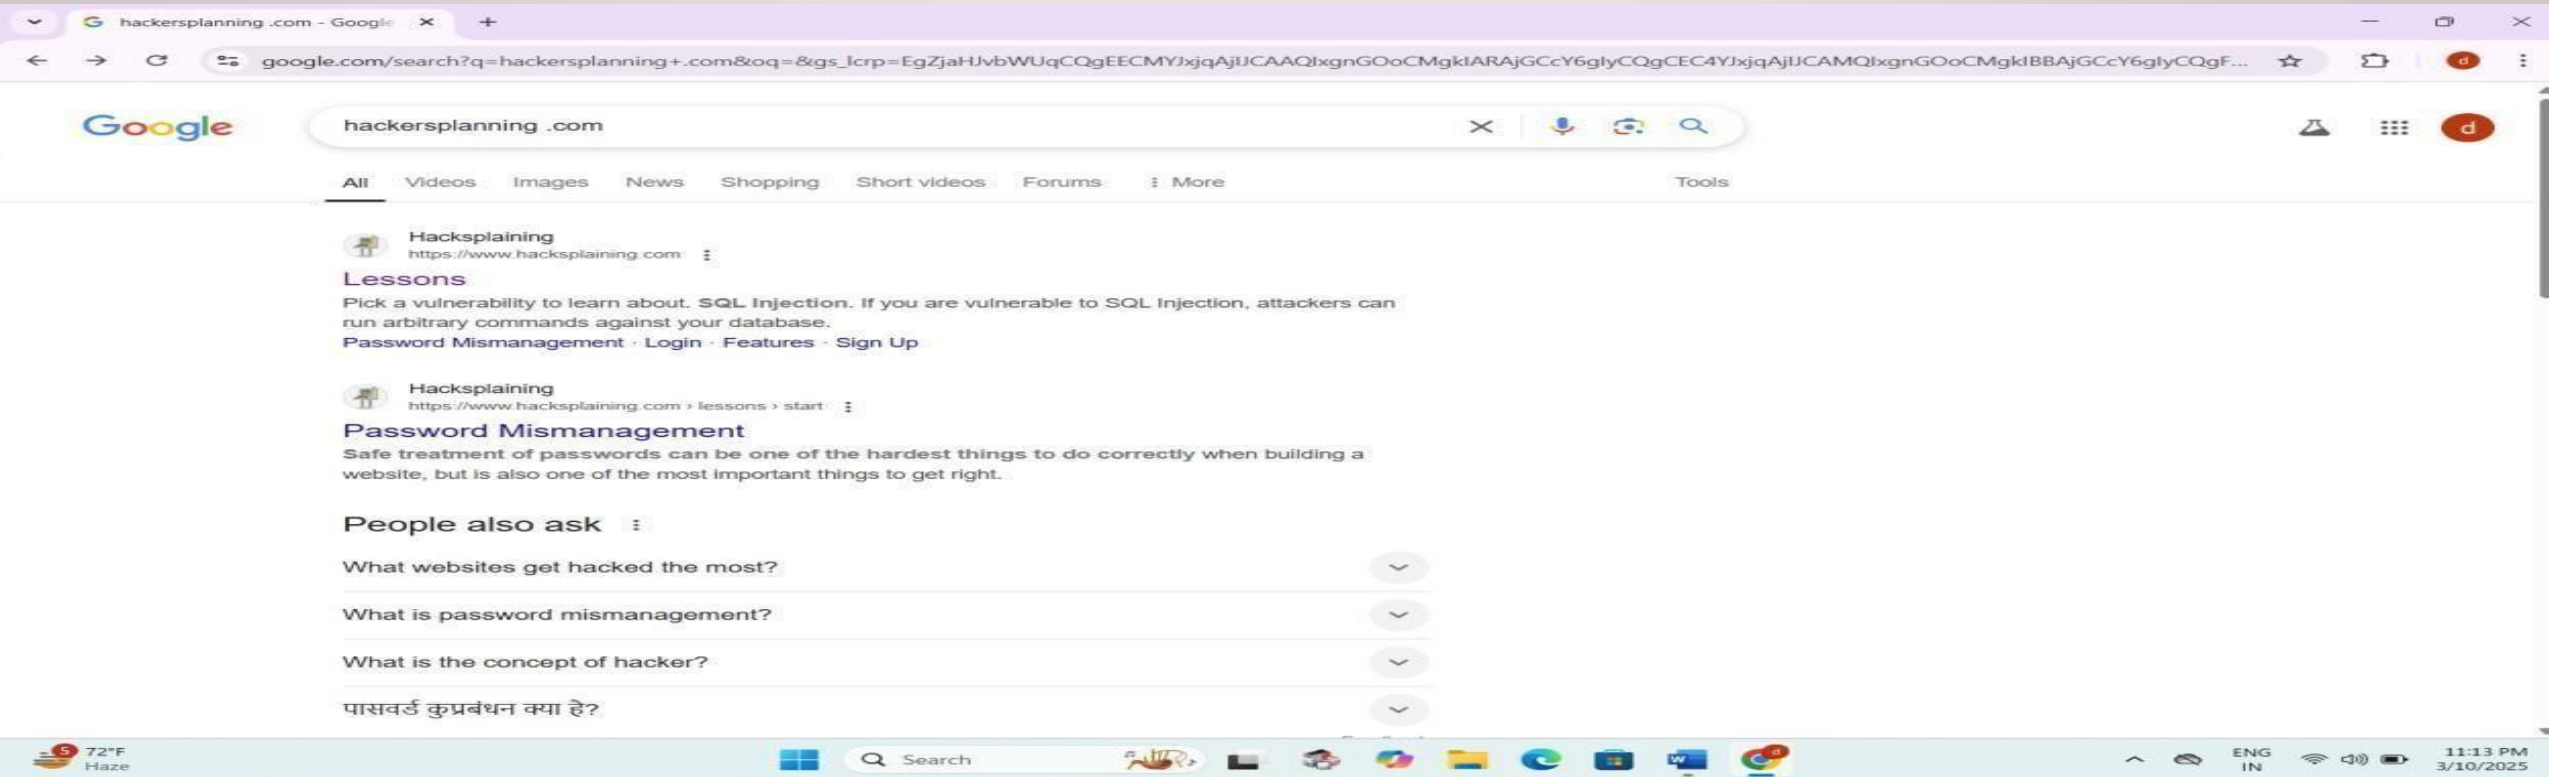 hackersplanning .com - Google
google.com/search?q=hackersplanning+.com&oq=&gs_lcrp=
Google
hackersplanning .com
d
All Videos Images News Shopping Short videos Forums More Tools
Hacksplaining
https://www.hacksplaining.com
Lessons
Pick a vulnerability to learn about. SQL Injection. If you are vulnerable to SQL Injection, attackers can
run arbitrary commands against your database.
Password Mismanagement · Login · Features · Sign Up
Hacksplaining
https://www.hacksplaining.com › lessons › start
Password Mismanagement
Safe treatment of passwords can be one of the hardest things to do correctly when building a
website, but is also one of the most important things to get right.
People also ask
What websites get hacked the most?
What is password mismanagement?
What is the concept of hacker?
पासवर्ड कुप्रबंधन क्या है?
5
72°F
Haze
Search
ENG
IN
11:13 PM
3/10/2025